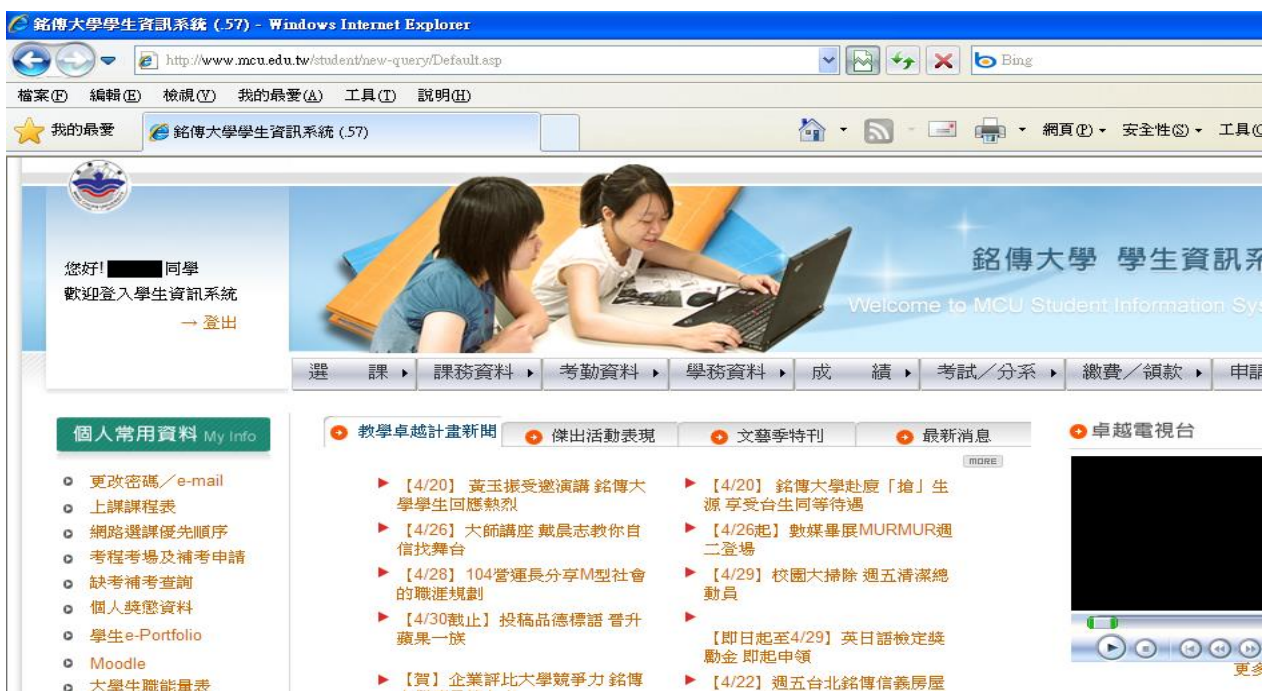 銘傳大學學生資訊系統 (.57) - Windows Internet Explorer
http://www.mcu.edu.tw/student/new-query/Default.asp
Bing
檔案(F) 編輯(E) 檢視(V) 我的最愛(A) 工具(T) 說明(H)
我的最愛
銘傳大學學生資訊系統 (.57)
網頁(P) 安全性(S) 工具(O
您好! 同學
歡迎登入學生資訊系統
→ 登出
銘傳大學 學生資訊系
Welcome to MCU Student Information Sys
選 課
課務資料
考勤資料
學務資料
成 績
考試／分系
繳費／領款
申請
個人常用資料 My Info
更改密碼／e-mail
上課課程表
網路選課優先順序
考程考場及補考申請
缺考補考查詢
個人獎懲資料
學生e-Portfolio
Moodle
大學生職能量表
教學卓越計畫新聞
傑出活動表現
文藝季特刊
最新消息
more
【4/20】 黃玉振受邀演講 銘傳大
學學生回應熱烈
【4/26】大師講座 戴晨志教你自
信找舞台
【4/28】104營運長分享M型社會
的職涯規劃
【4/30截止】投稿品德標語 晉升
蘋果一族
【賀】企業評比大學競爭力 銘傳
【4/20】 銘傳大學赴廈「搶」生
源 享受台生同等待遇
【4/26起】數媒畢展MURMUR週
二登場
【4/29】校園大掃除 週五清潔總
動員
【即日起至4/29】英日語檢定獎
勵金 即起申領
【4/22】週五台北銘傳信義房屋
卓越電視台
更多